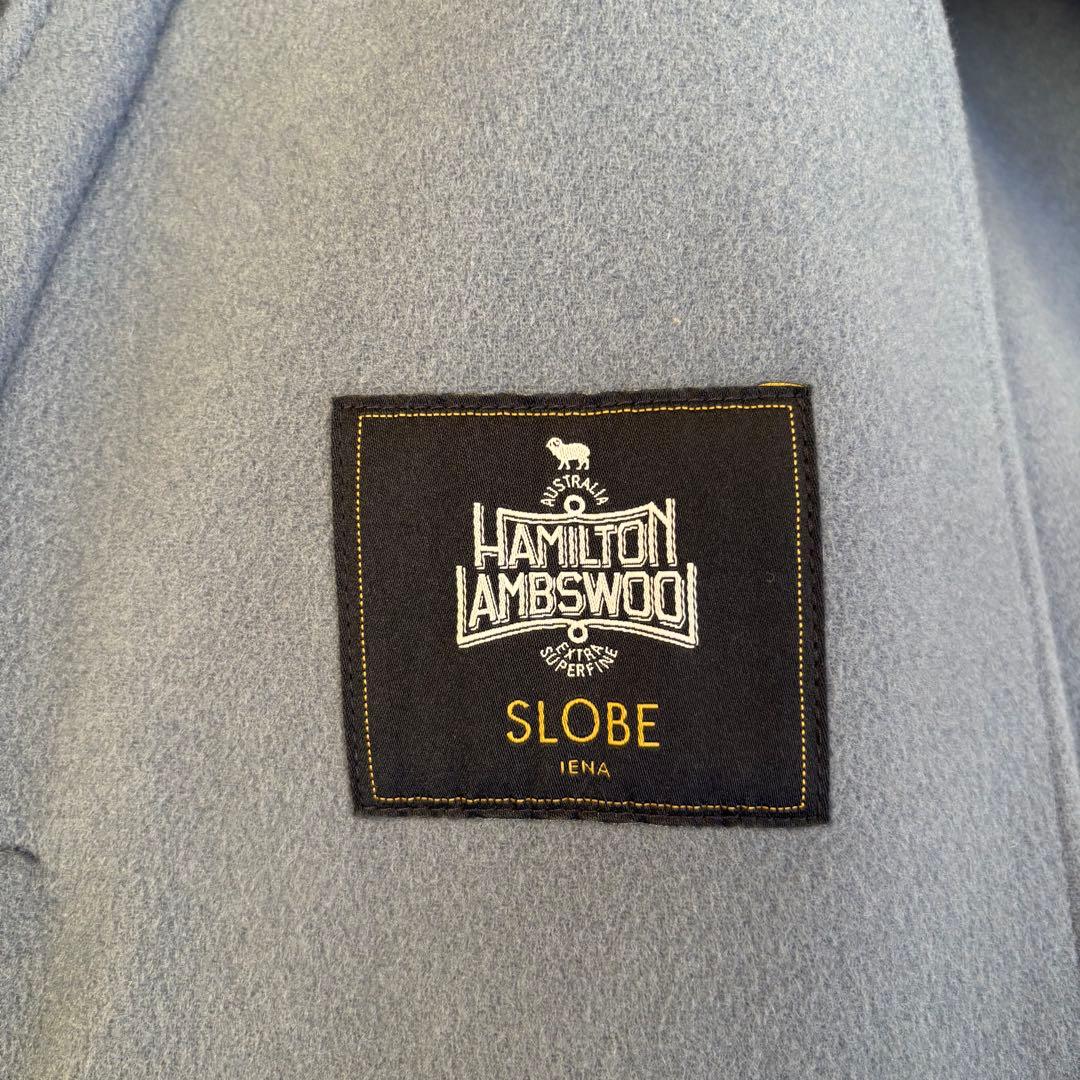 AUSTRALIA
HAMILTON
LAMBSWOOL
EXTRA
SUPERFINE
SLOBE
IENA